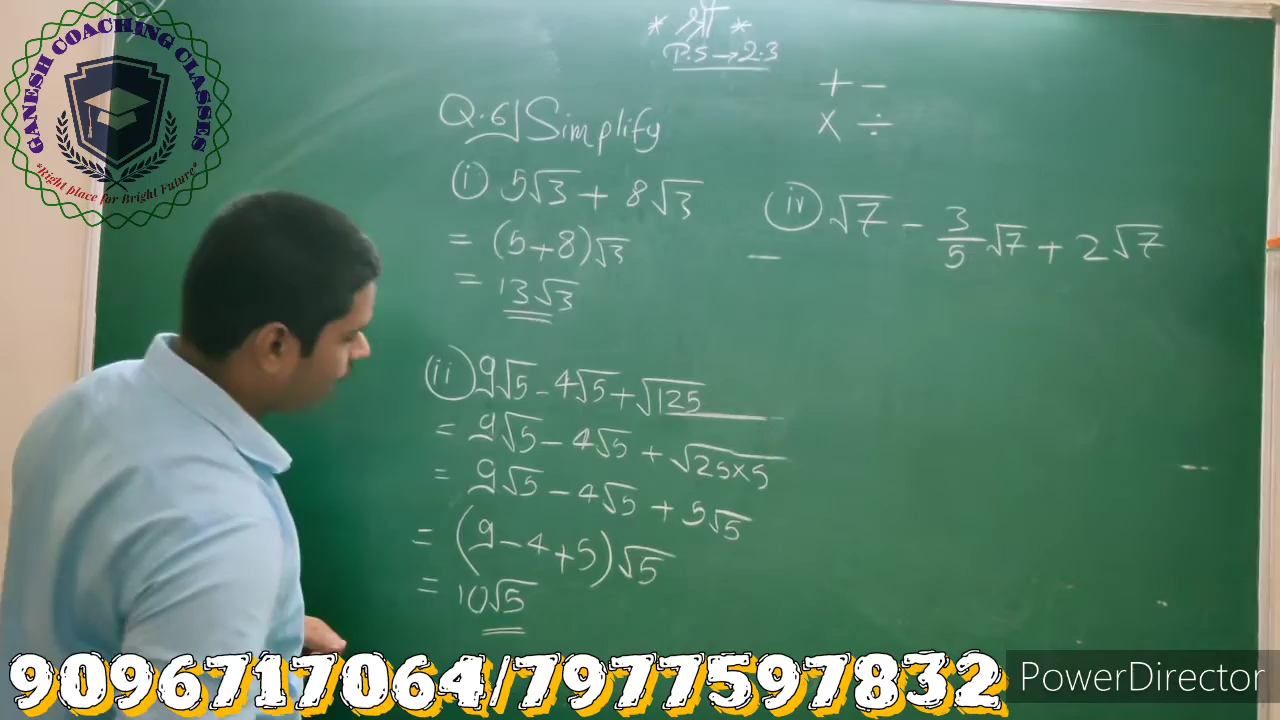 GANESH COACHING CLASSES
"Right place for Bright Future"
* श्री *
P.S → 2.3
+ −
× ÷
Q.6] Simplify
(i) 5√3 + 8√3
= (5+8)√3
= 13√3
(ii) 9√5 − 4√5 + √125
= 9√5 − 4√5 + √25×5
= 9√5 − 4√5 + 5√5
= (9−4+5)√5
= 10√5
(iv) √7 − 3/5 √7 + 2√7
9096717064/7977597832
PowerDirector